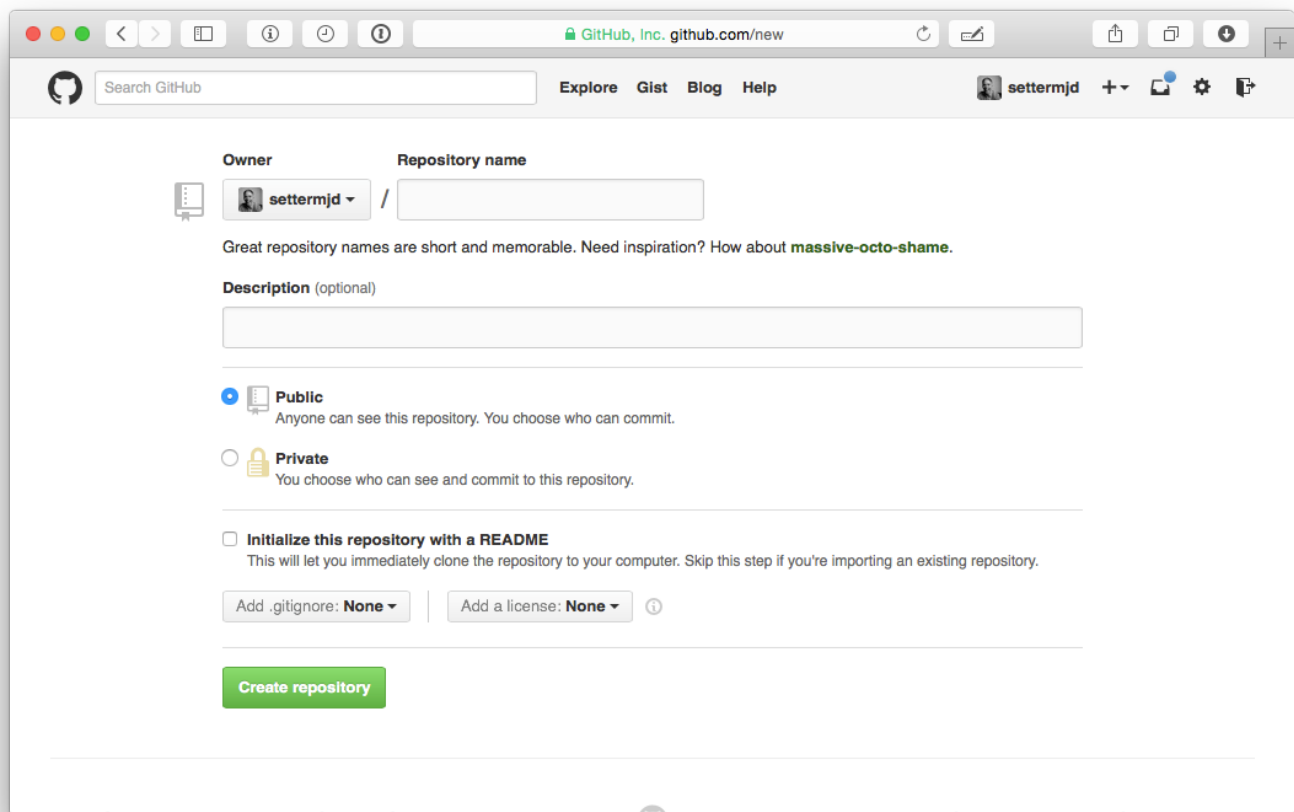 GitHub, Inc. github.com/new
Search GitHub Explore Gist Blog Help settermjd
Owner Repository name
settermjd /
Great repository names are short and memorable. Need inspiration? How about massive-octo-shame.
Description (optional)
Public
Anyone can see this repository. You choose who can commit.
Private
You choose who can see and commit to this repository.
Initialize this repository with a README
This will let you immediately clone the repository to your computer. Skip this step if you're importing an existing repository.
Add .gitignore: None Add a license: None
Create repository